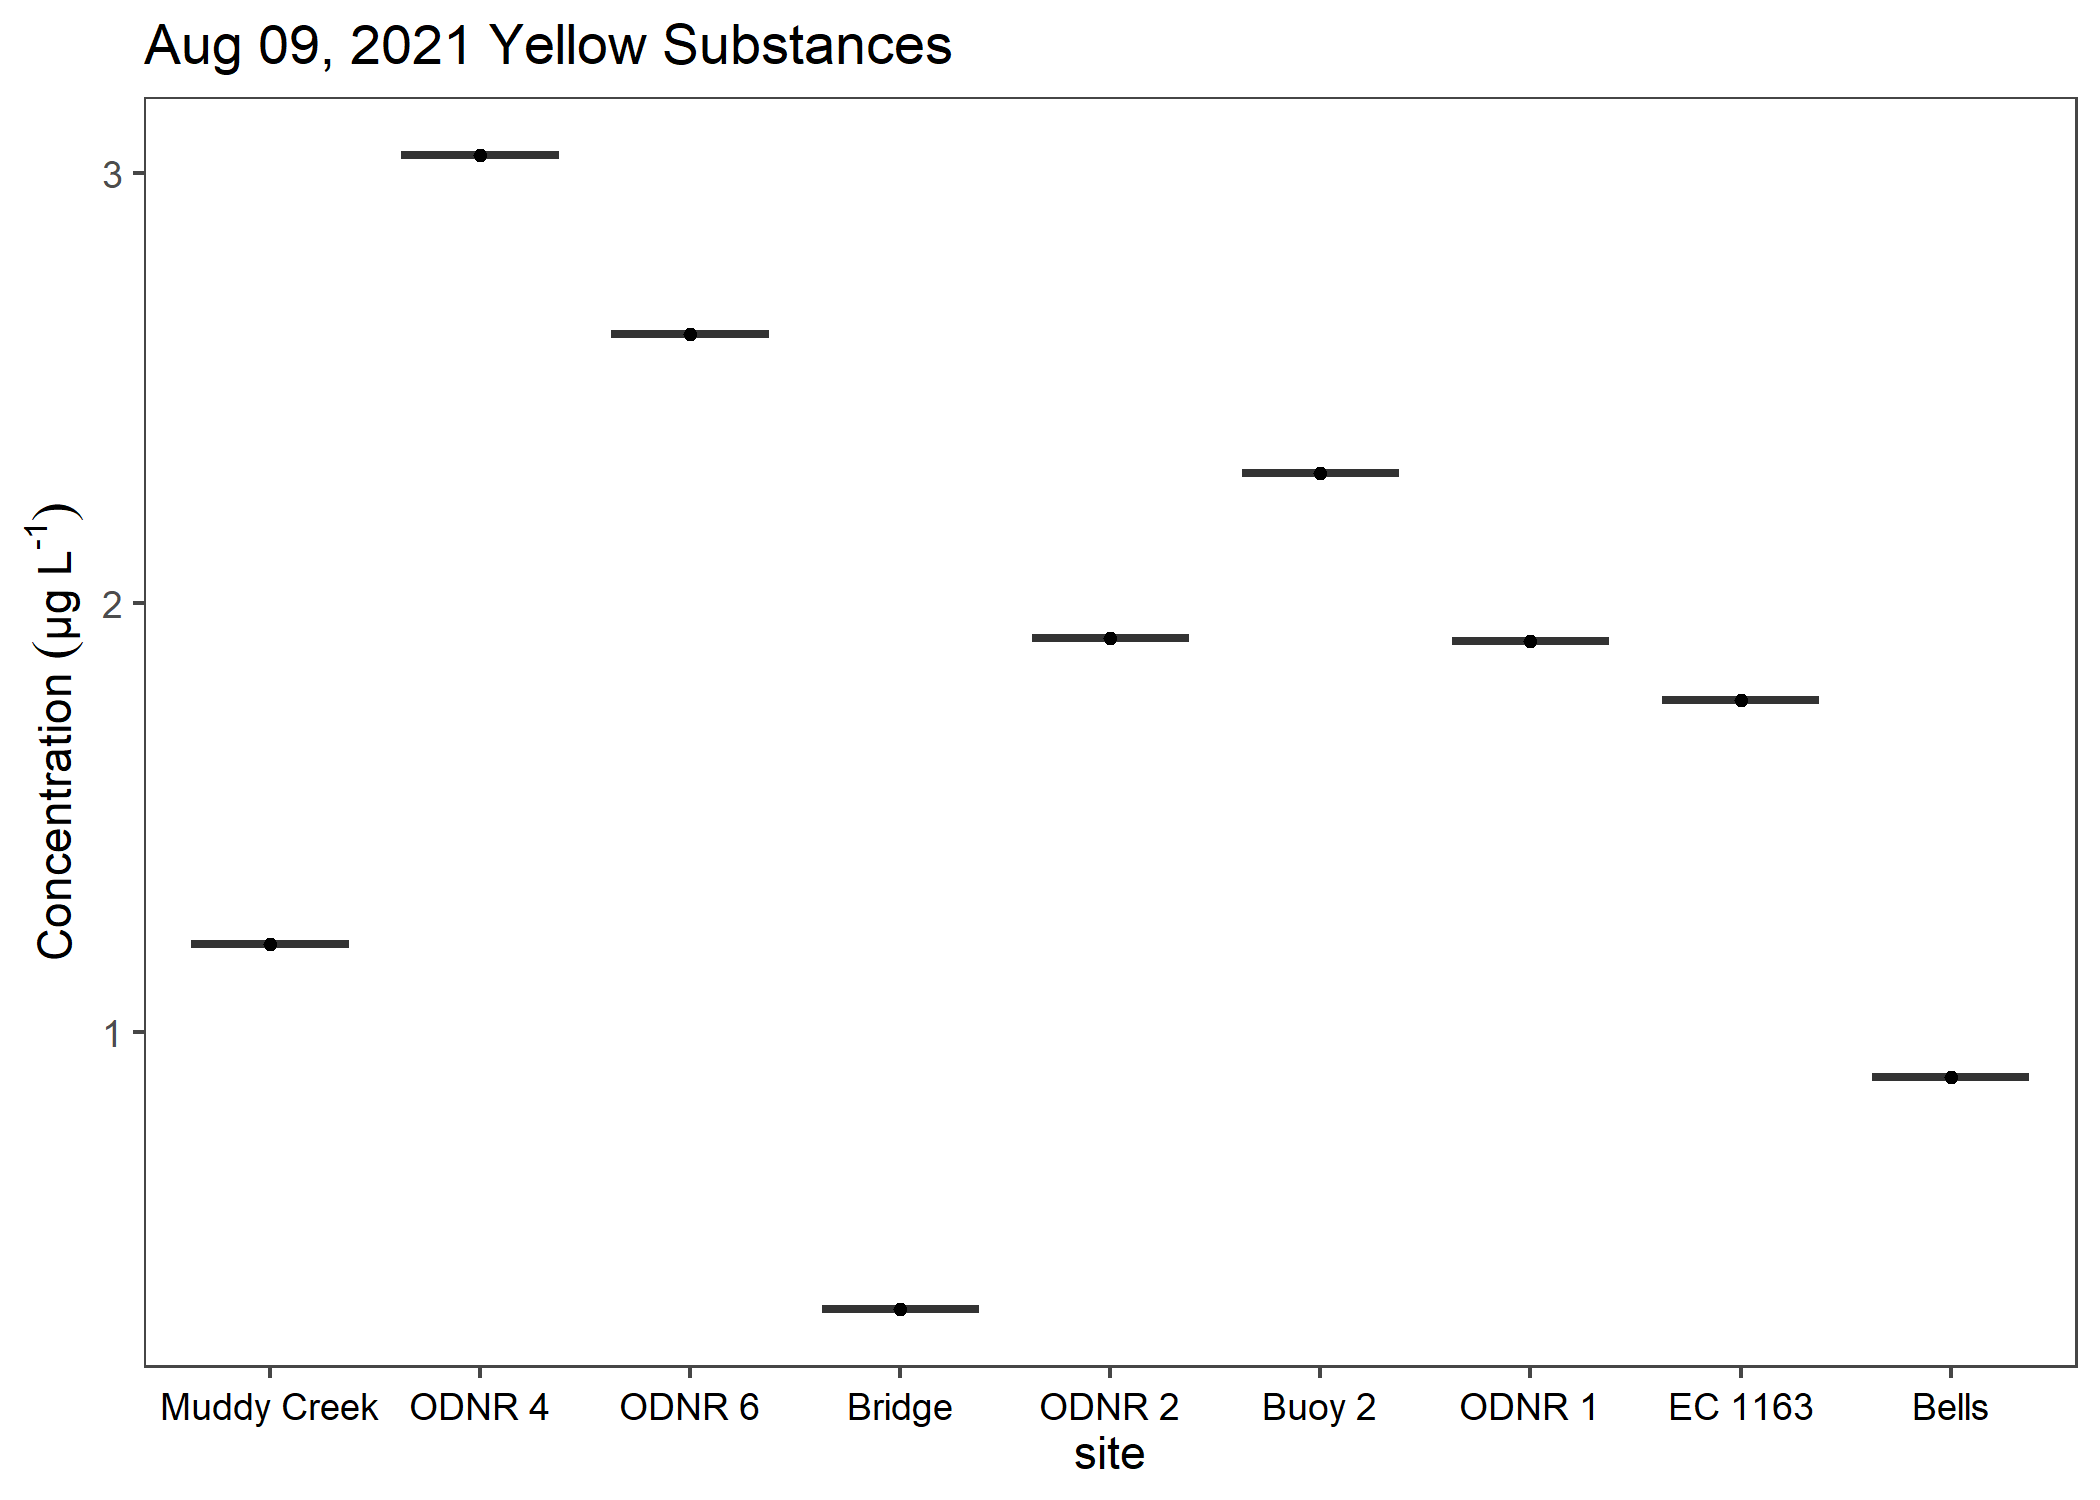 Aug 09, 2021 Yellow Substances
Concentration (µg L⁻¹)
3
2
1
Muddy Creek ODNR 4 ODNR 6 Bridge ODNR 2 Buoy 2 ODNR 1 EC 1163 Bells
site